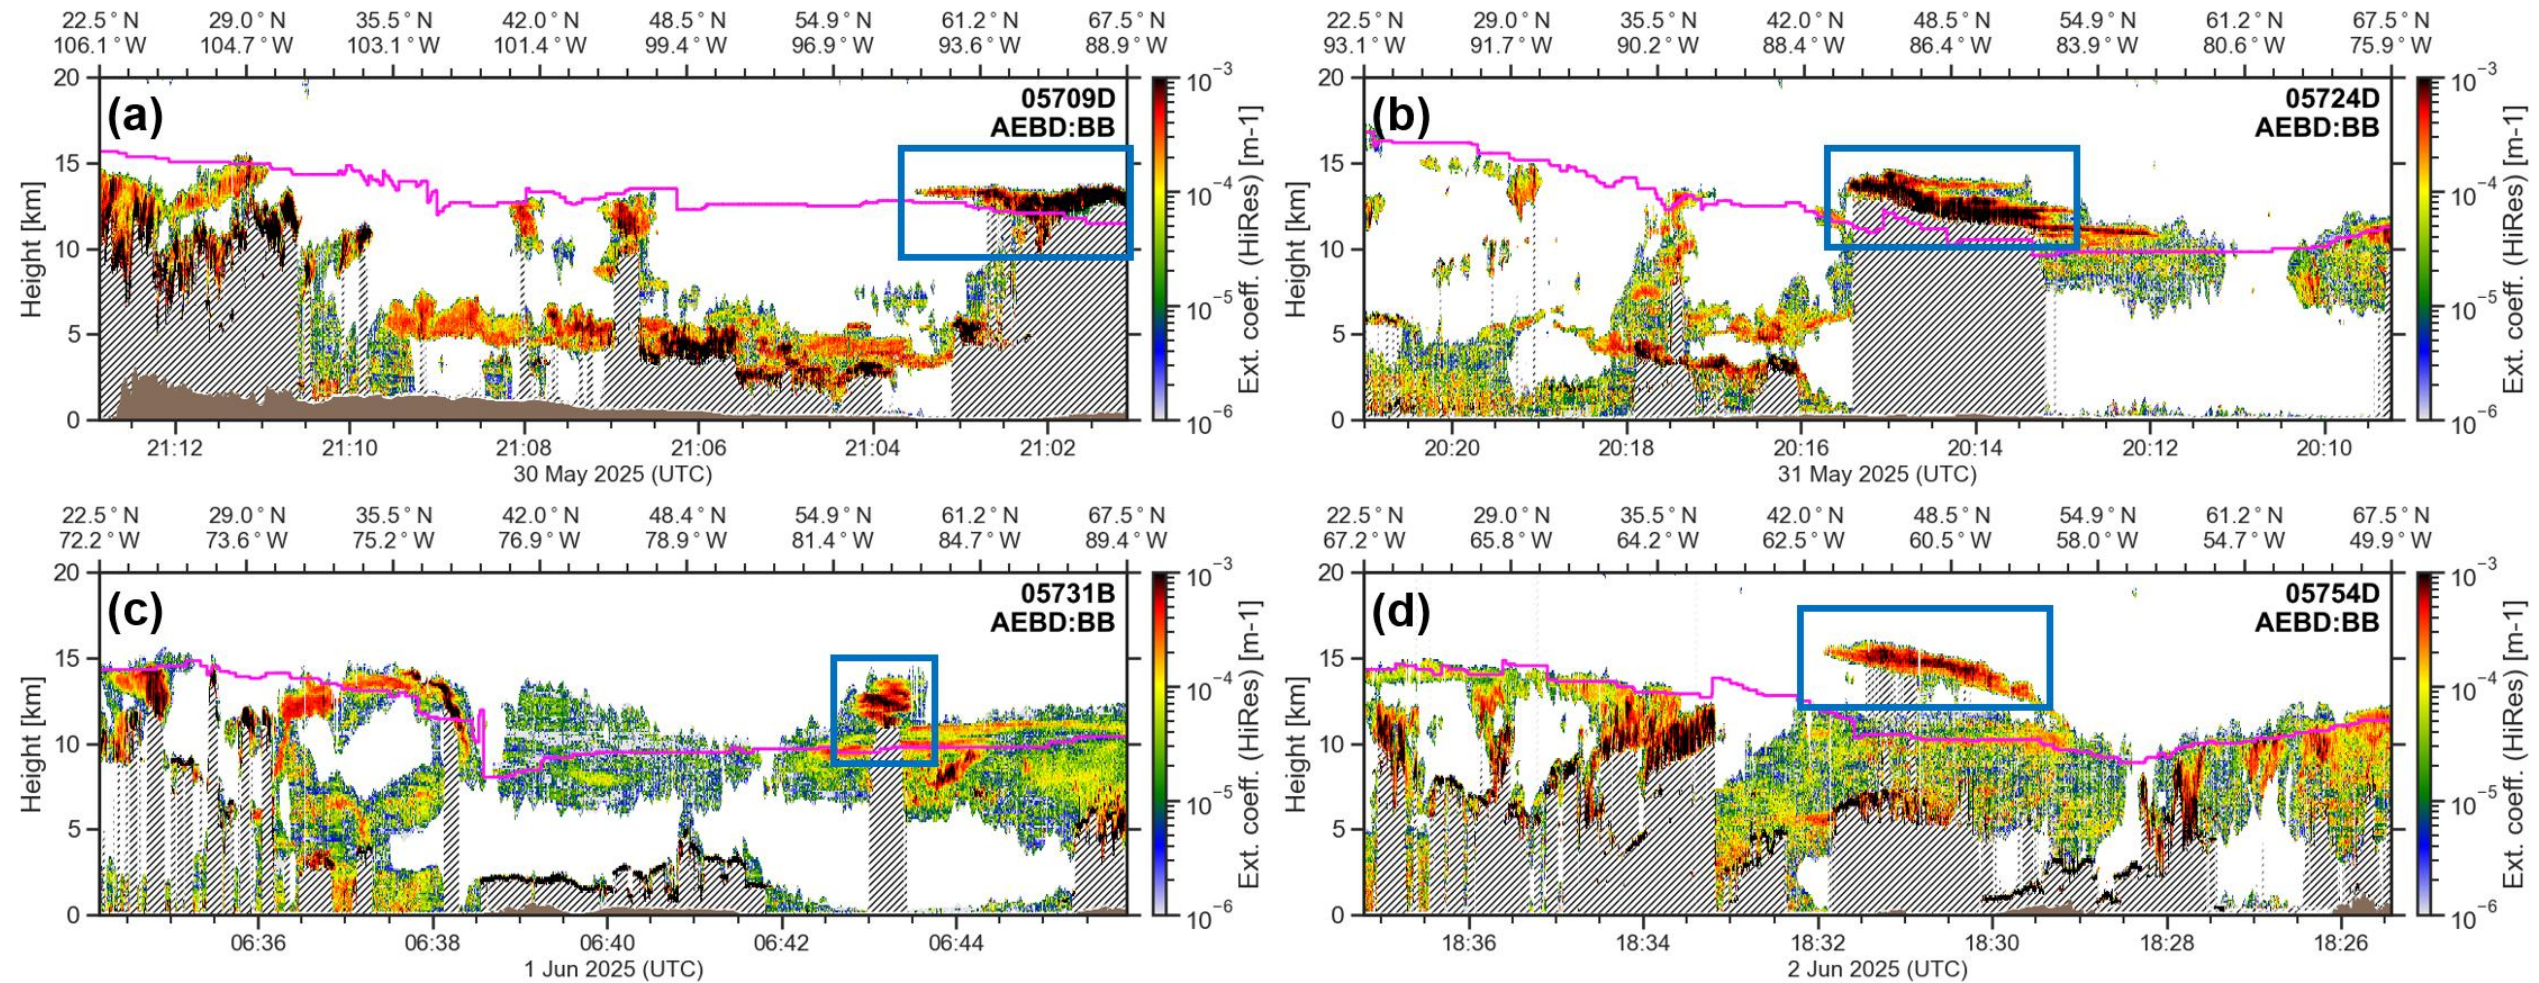 22.5°N 29.0°N 35.5°N 42.0°N 48.5°N 54.9°N 61.2°N 67.5°N
106.1°W 104.7°W 103.1°W 101.4°W 99.4°W 96.9°W 93.6°W 88.9°W
(a)
05709D
AEBD:BB
20
15
10
5
0
Height [km]
21:12 21:10 21:08 21:06 21:04 21:02
30 May 2025 (UTC)
10⁻³
10⁻⁴
10⁻⁵
10⁻⁶
Ext. coeff. (HiRes) [m-1]
22.5°N 29.0°N 35.5°N 42.0°N 48.5°N 54.9°N 61.2°N 67.5°N
93.1°W 91.7°W 90.2°W 88.4°W 86.4°W 83.9°W 80.6°W 75.9°W
(b)
05724D
AEBD:BB
20
15
10
5
0
Height [km]
20:20 20:18 20:16 20:14 20:12 20:10
31 May 2025 (UTC)
10⁻³
10⁻⁴
10⁻⁵
10⁻⁶
Ext. coeff. (HiRes) [m-1]
22.5°N 29.0°N 35.5°N 42.0°N 48.4°N 54.9°N 61.2°N 67.5°N
72.2°W 73.6°W 75.2°W 76.9°W 78.9°W 81.4°W 84.7°W 89.4°W
(c)
05731B
AEBD:BB
20
15
10
5
0
Height [km]
06:36 06:38 06:40 06:42 06:44
1 Jun 2025 (UTC)
10⁻³
10⁻⁴
10⁻⁵
10⁻⁶
Ext. coeff. (HiRes) [m-1]
22.5°N 29.0°N 35.5°N 42.0°N 48.5°N 54.9°N 61.2°N 67.5°N
67.2°W 65.8°W 64.2°W 62.5°W 60.5°W 58.0°W 54.7°W 49.9°W
(d)
05754D
AEBD:BB
20
15
10
5
0
Height [km]
18:36 18:34 18:32 18:30 18:28 18:26
2 Jun 2025 (UTC)
10⁻³
10⁻⁴
10⁻⁵
10⁻⁶
Ext. coeff. (HiRes) [m-1]